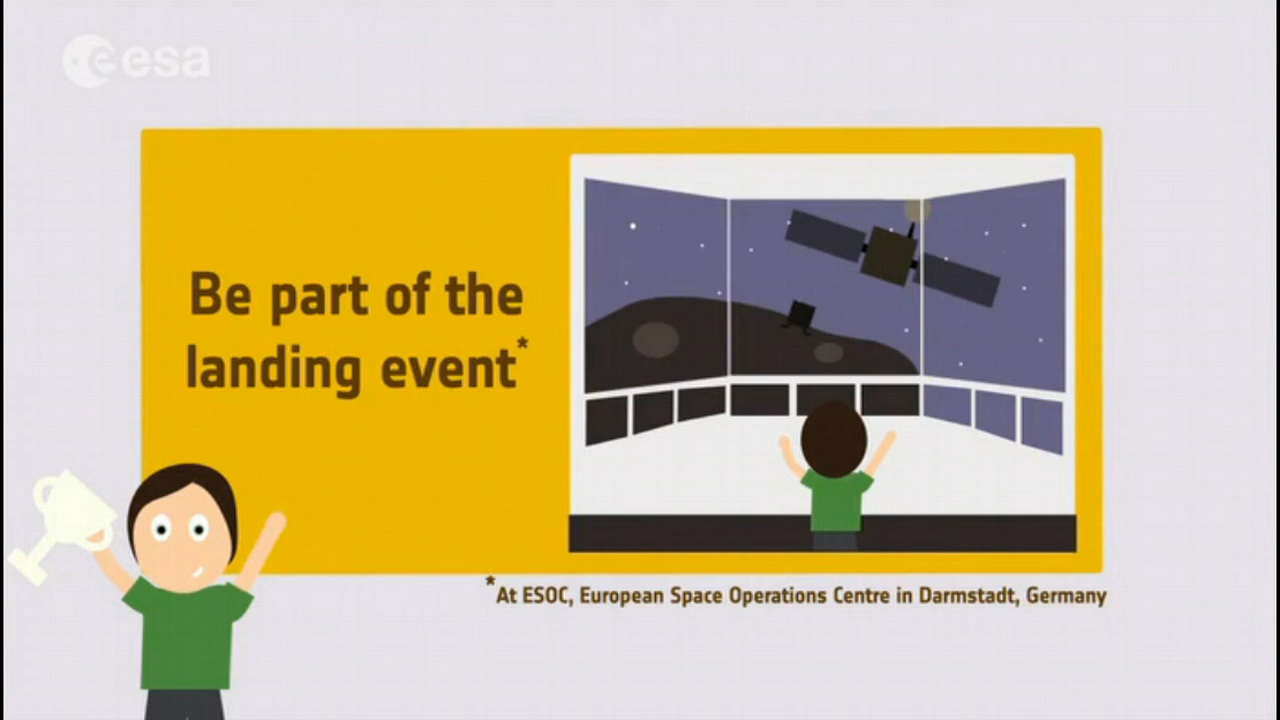 esa
Be part of the
landing event*
*At ESOC, European Space Operations Centre in Darmstadt, Germany